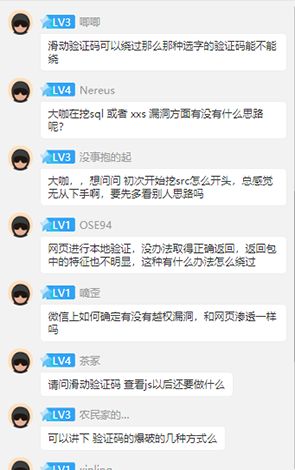 LV3 唧唧
滑动验证码可以绕过那么那种选字的验证码能不能
绕
LV4 Nereus
大咖在挖sql 或者 xxs 漏洞方面有没有什么思路
呢?
LV3 没事抱的起
大咖，，想问问 初次开始挖src怎么开头，总感觉
无从下手啊，要先多看别人思路吗
LV1 OSE94
网页进行本地验证，没办法取得正确返回，返回包
中的特征也不明显，这种有什么办法怎么绕过
LV1 嘀歪
微信上如何确定有没有越权漏洞，和网页渗透一样
吗
LV4 茶冢
请问滑动验证码 查看js以后还要做什么
LV3 农民家的...
可以讲下 验证码的爆破的几种方式么
LV1